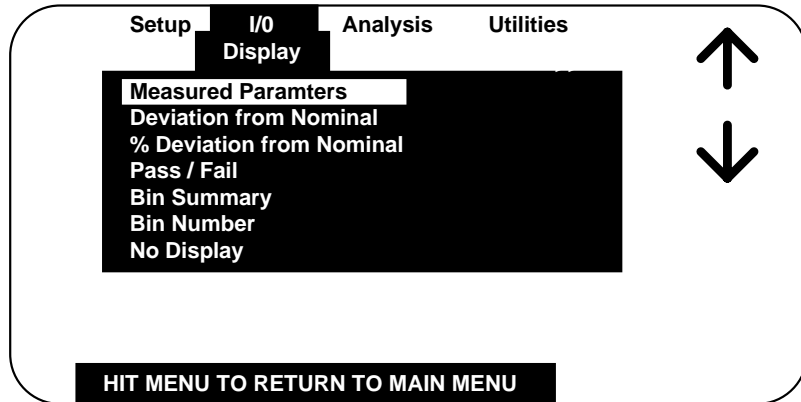 Setup I/0 Analysis Utilities
Display
Measured Paramters
Deviation from Nominal
% Deviation from Nominal
Pass / Fail
Bin Summary
Bin Number
No Display
HIT MENU TO RETURN TO MAIN MENU